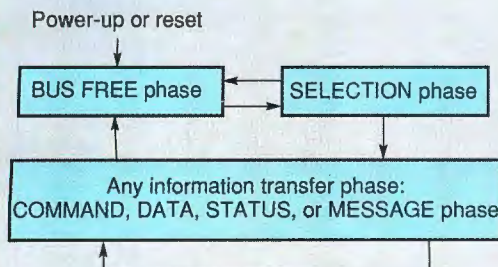 Power-up or reset
BUS FREE phase
SELECTION phase
Any information transfer phase:
COMMAND, DATA, STATUS, or MESSAGE phase